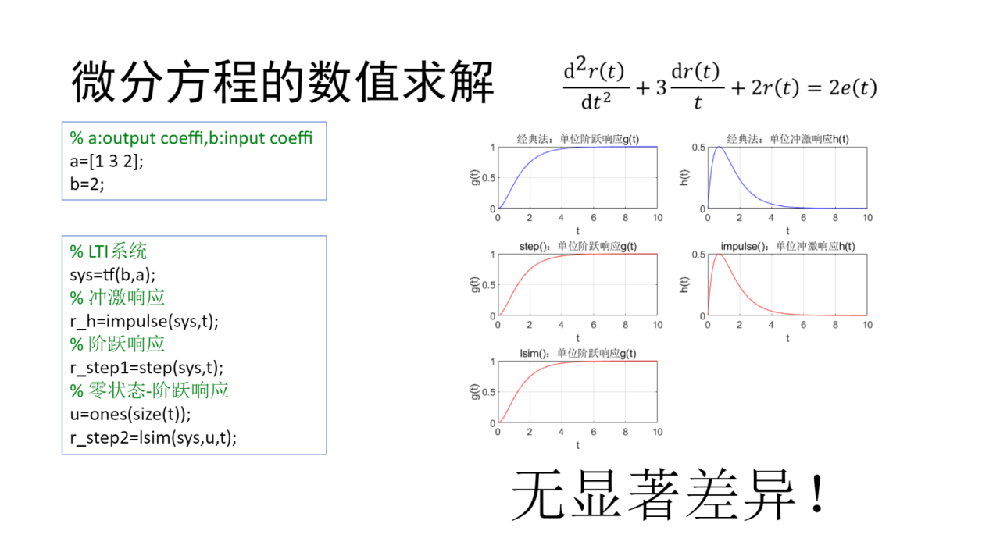 微分方程的数值求解
d²r(t)/dt² + 3 dr(t)/t + 2r(t) = 2e(t)
% a:output coeffi,b:input coeffi
a=[1 3 2];
b=2;
% LTI系统
sys=tf(b,a);
% 冲激响应
r_h=impulse(sys,t);
% 阶跃响应
r_step1=step(sys,t);
% 零状态-阶跃响应
u=ones(size(t));
r_step2=lsim(sys,u,t);
经典法：单位阶跃响应g(t)
g(t)
1
0.5
0
0 2 4 6 8 10
t
经典法：单位冲激响应h(t)
h(t)
0.5
0
0 2 4 6 8 10
t
step()：单位阶跃响应g(t)
g(t)
1
0.5
0
0 2 4 6 8 10
t
impulse()：单位冲激响应h(t)
h(t)
0.5
0
0 2 4 6 8 10
t
lsim()：单位阶跃响应g(t)
g(t)
1
0.5
0
0 2 4 6 8 10
t
无显著差异！